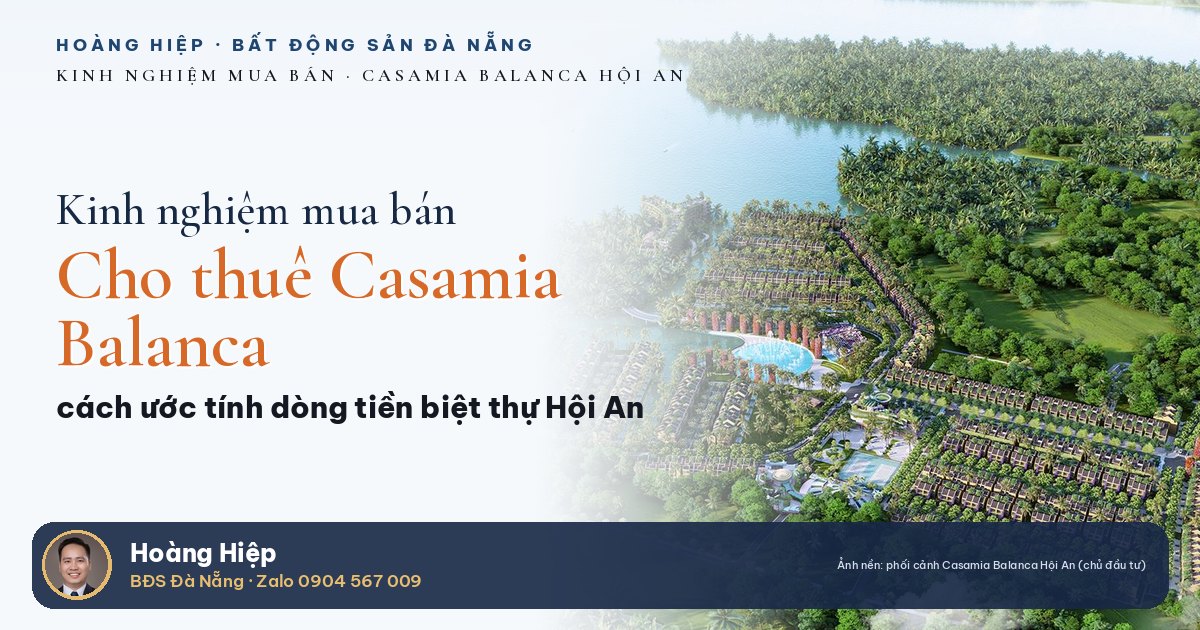 HOÀNG HIỆP · BẤT ĐỘNG SẢN ĐÀ NẴNG
KINH NGHIỆM MUA BÁN · CASAMIA BALANCA HỘI AN
Kinh nghiệm mua bán
Cho thuê Casamia
Balanca
cách ước tính dòng tiền biệt thự Hội An
Hoàng Hiệp
BĐS Đà Nẵng · Zalo 0904 567 009
Ảnh nền: phối cảnh Casamia Balanca Hội An (chủ đầu tư)